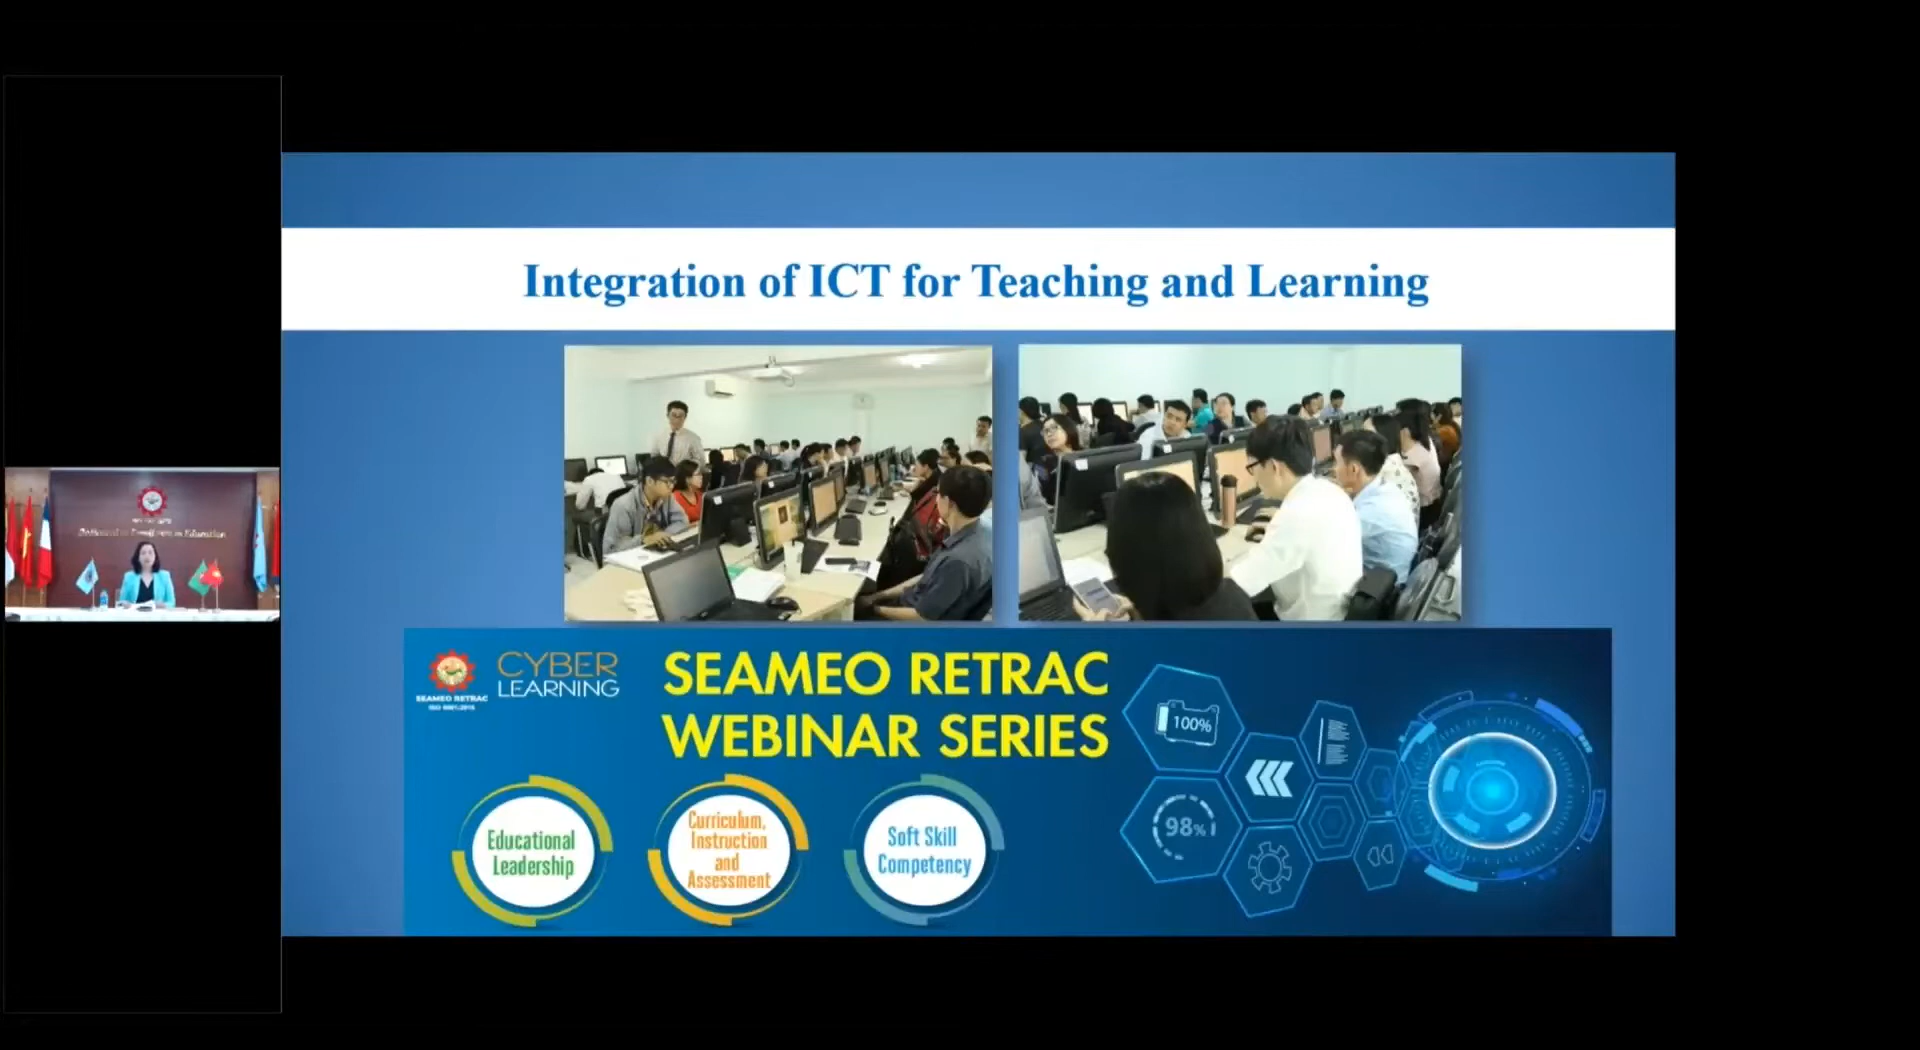 Integration of ICT for Teaching and Learning
SEAMEO RETRAC
CYBER
LEARNING
SEAMEO RETRAC
WEBINAR SERIES
Educational
Leadership
Curriculum,
Instruction
and
Assessment
Soft Skill
Competency
100%
98%